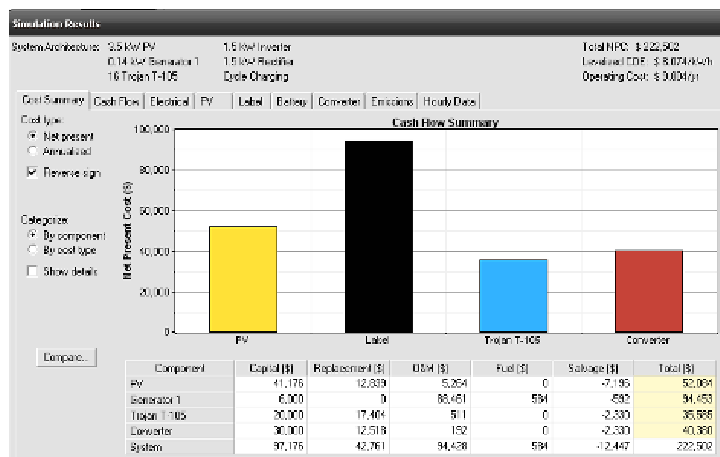 Simulation Results
System Architecture: 3.5 kW PV 1.5 kW Inverter Total NPC: $ 222,502
0.14 kW Generator 1 1.5 kW Rectifier Levelized COE: $ 6.074/kWh
16 Trojan T-105 Cycle Charging Operating Cost: $ 9,804/yr
Cost Summary Cash Flow Electrical PV Label Battery Converter Emissions Hourly Data
Cost type:
Net present
Annualized
Reverse sign
Categorize:
By component
By cost type
Show details
Compare...
Cash Flow Summary
Net Present Cost ($)
100,000
80,000
60,000
40,000
20,000
0
PV Label Trojan T-105 Converter
Component Capital ($) Replacement ($) O&M ($) Fuel ($) Salvage ($) Total ($)
PV 41,176 12,839 5,264 0 -7,196 52,084
Generator 1 6,000 0 88,461 584 -592 94,453
Trojan T-105 20,000 17,404 511 0 -2,330 35,585
Converter 30,000 12,518 192 0 -2,330 40,380
System 97,176 42,761 94,428 584 -12,447 222,502